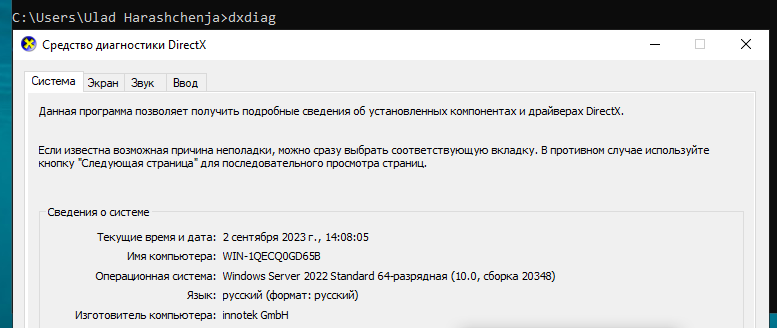 C:\Users\Ulad Harashchenja>dxdiag
Средство диагностики DirectX
Система Экран Звук Ввод
Данная программа позволяет получить подробные сведения об установленных компонентах и драйверах DirectX.
Если известна возможная причина неполадки, можно сразу выбрать соответствующую вкладку. В противном случае используйте
кнопку "Следующая страница" для последовательного просмотра страниц.
Сведения о системе
Текущие время и дата: 2 сентября 2023 г., 14:08:05
Имя компьютера: WIN-1QECQ0GD65B
Операционная система: Windows Server 2022 Standard 64-разрядная (10.0, сборка 20348)
Язык: русский (формат: русский)
Изготовитель компьютера: innotek GmbH